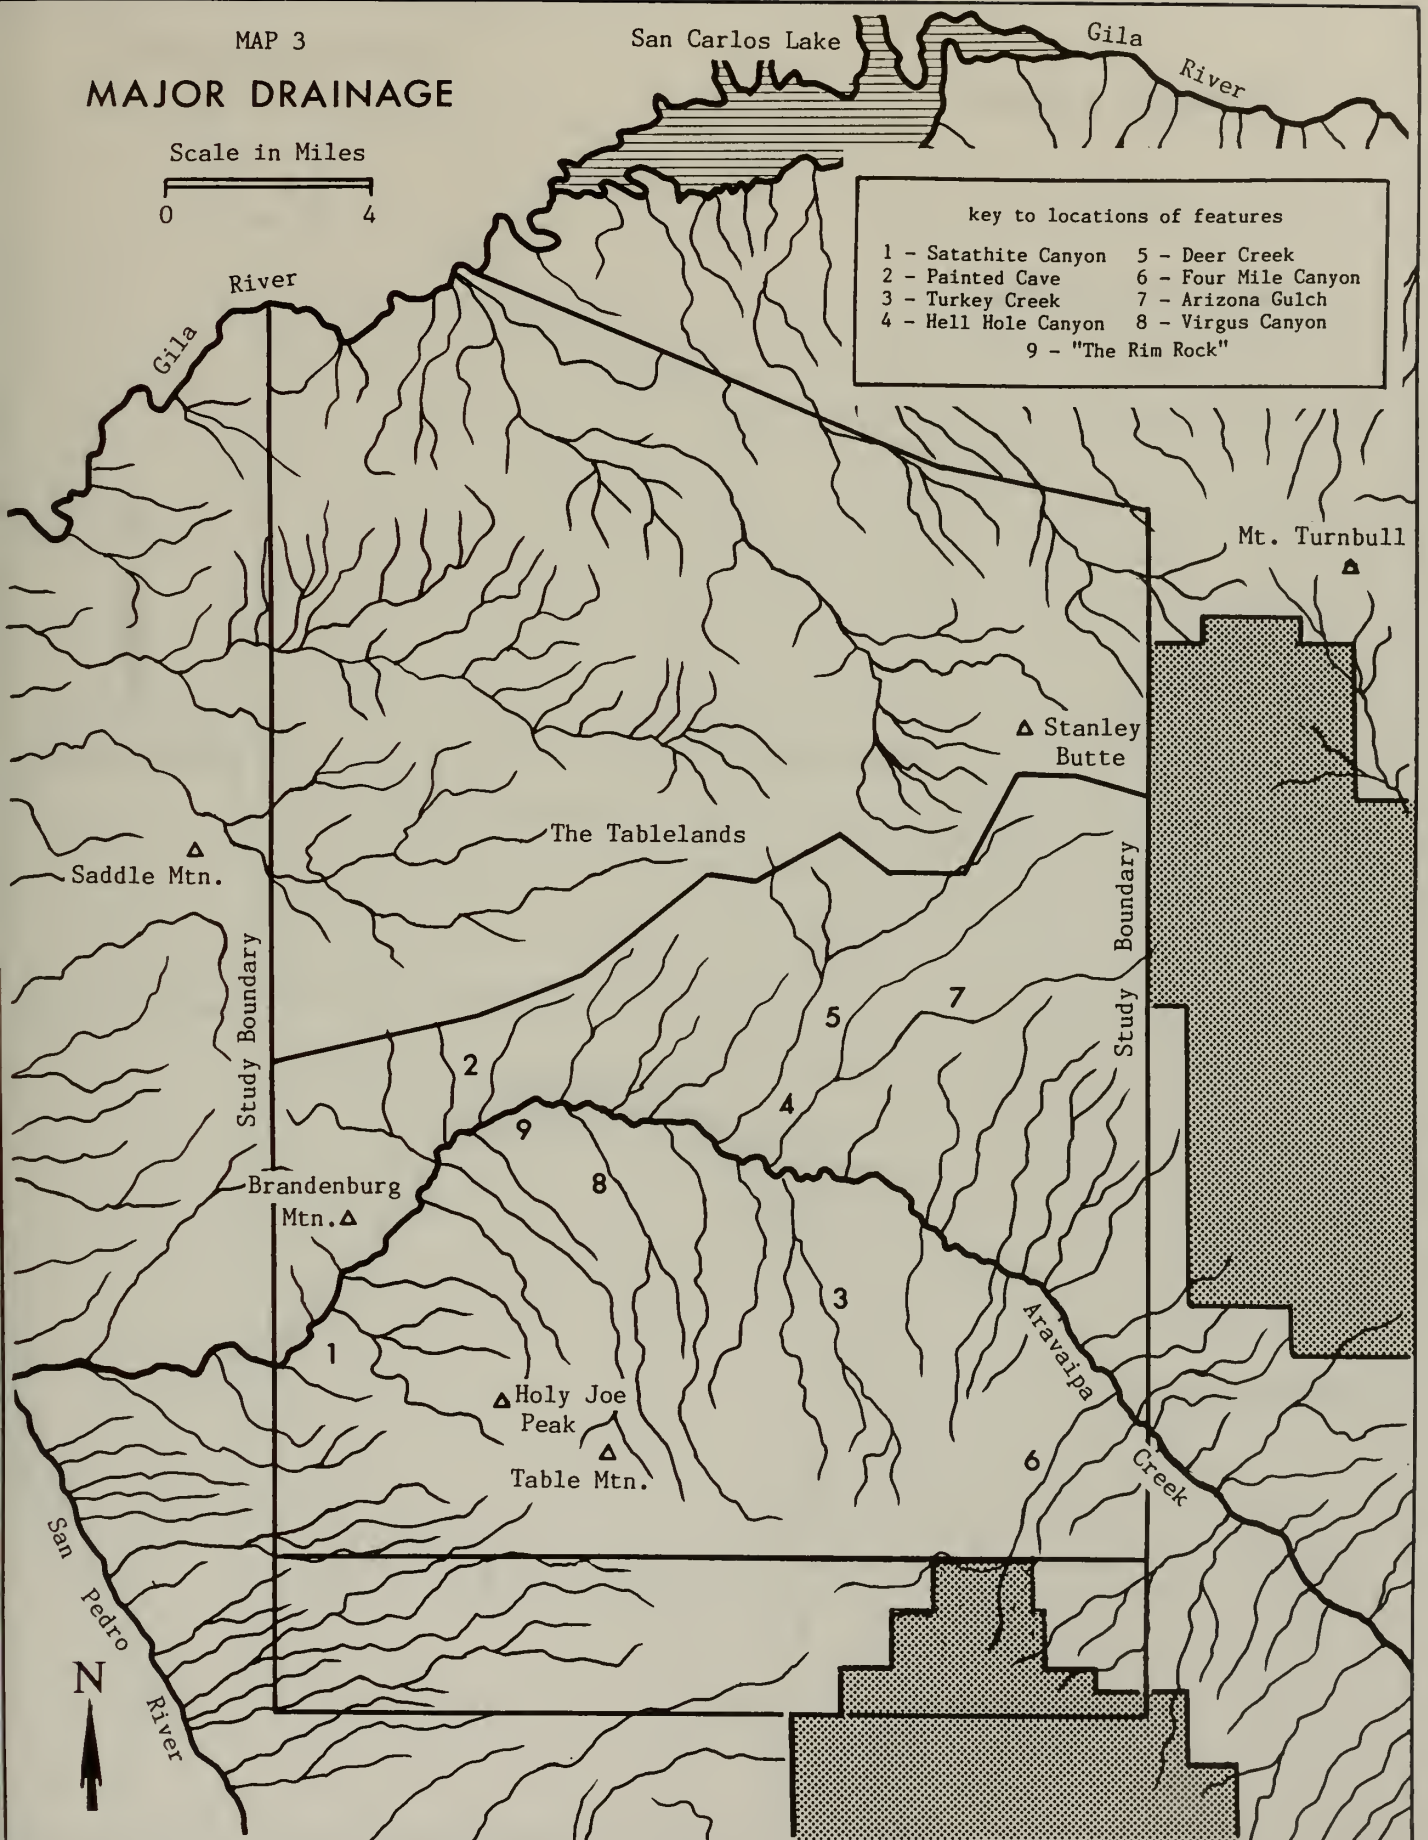 MAP 3
MAJOR DRAINAGE
Scale in Miles
0 4
San Carlos Lake
Gila
River
key to locations of features
1 - Satathite Canyon 5 - Deer Creek
2 - Painted Cave 6 - Four Mile Canyon
3 - Turkey Creek 7 - Arizona Gulch
4 - Hell Hole Canyon 8 - Virgus Canyon
9 - "The Rim Rock"
River
Gila
Mt. Turnbull
Stanley
Butte
The Tablelands
Saddle Mtn.
Study Boundary
Study Boundary
7
5
2
4
9
8
Brandenburg
Mtn.
3
1
Aravaipa
Creek
Holy Joe
Peak
Table Mtn.
6
San
Pedro
River
N